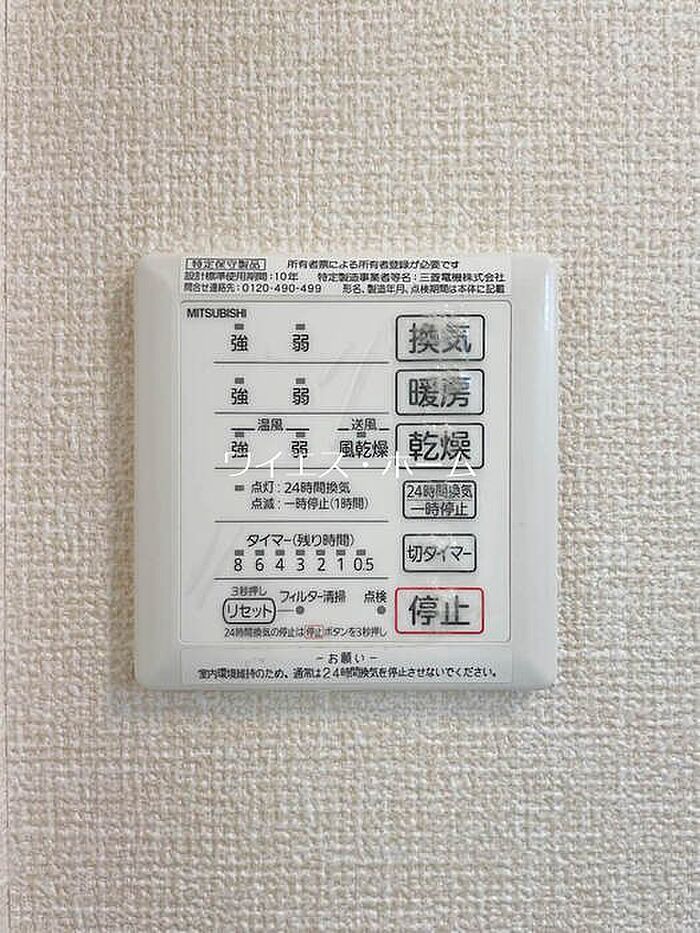 特定保守製品 所有者票による所有者登録が必要です
設計標準使用期間：10年 特定製造事業者等名：三菱電機株式会社
問合せ連絡先：0120-490-499 形名、製造年月、点検期間は本体に記載
MITSUBISHI
強 弱 換気
強 弱 暖房
温風 送風
強 弱 風乾燥 乾燥
ワイエス・ホーム
点灯：24時間換気
点滅：一時停止(1時間)
24時間換気
一時停止
タイマー(残り時間)
8 6 4 3 2 1 0.5
切タイマー
3秒押し
リセット フィルター清掃 点検
停止
24時間換気の停止は停止ボタンを3秒押し
－お願い－
室内環境維持のため、通常は24時間換気を停止させないでください。